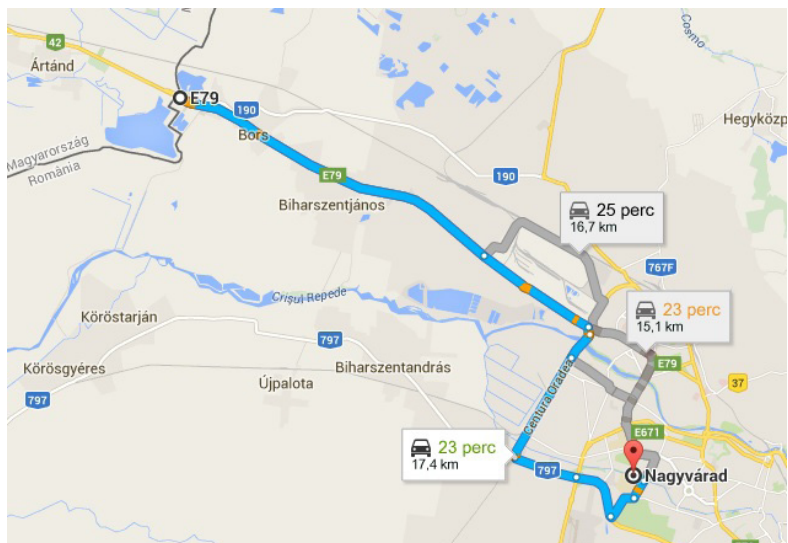 42
Ártánd
Cosmo
E79
190
Bors
Hegyközp
Magyarország
România
E79
190
Biharszentjános
25 perc
16,7 km
767F
Crișul Repede
Köröstarján
23 perc
15,1 km
797
Kőrösgyéres
Biharszentandrás
E79
Újpalota
37
797
Centura Oradea
E671
23 perc
17,4 km
797
Nagyvárad